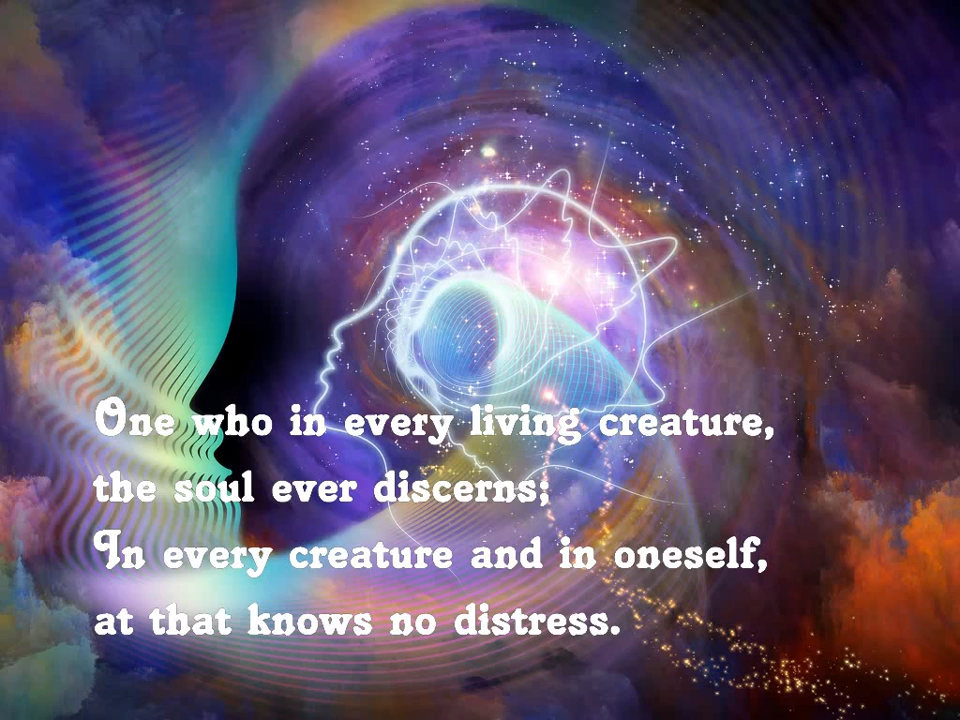 One who in every living creature,
the soul ever discerns;
In every creature and in oneself,
at that knows no distress.